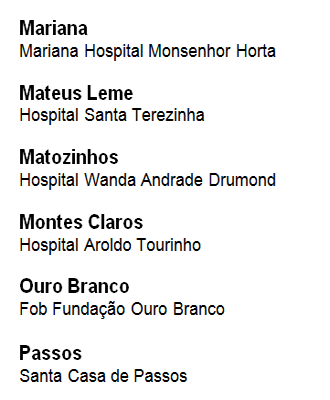 Mariana
Mariana Hospital Monsenhor Horta
Mateus Leme
Hospital Santa Terezinha
Matozinhos
Hospital Wanda Andrade Drumond
Montes Claros
Hospital Aroldo Tourinho
Ouro Branco
Fob Fundação Ouro Branco
Passos
Santa Casa de Passos